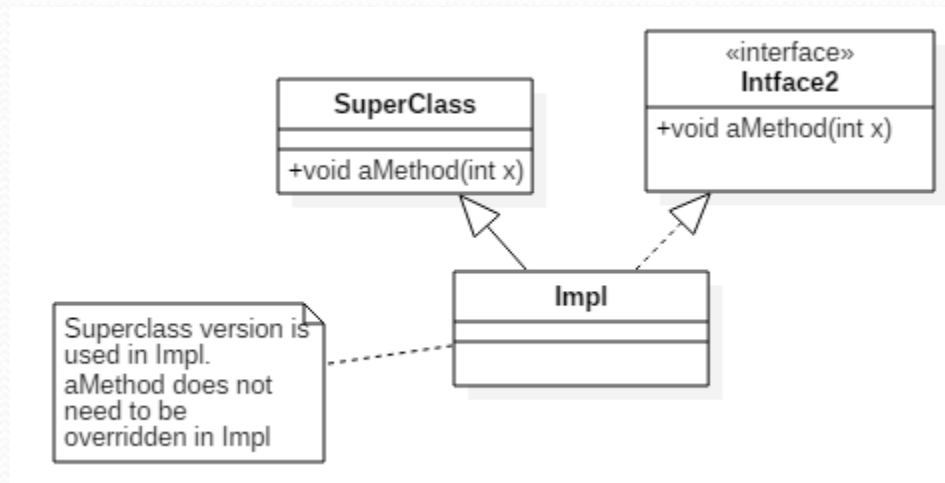 «interface»
Intface2
+void aMethod(int x)
SuperClass
+void aMethod(int x)
Impl
Superclass version is
used in Impl.
aMethod does not
need to be
overridden in Impl